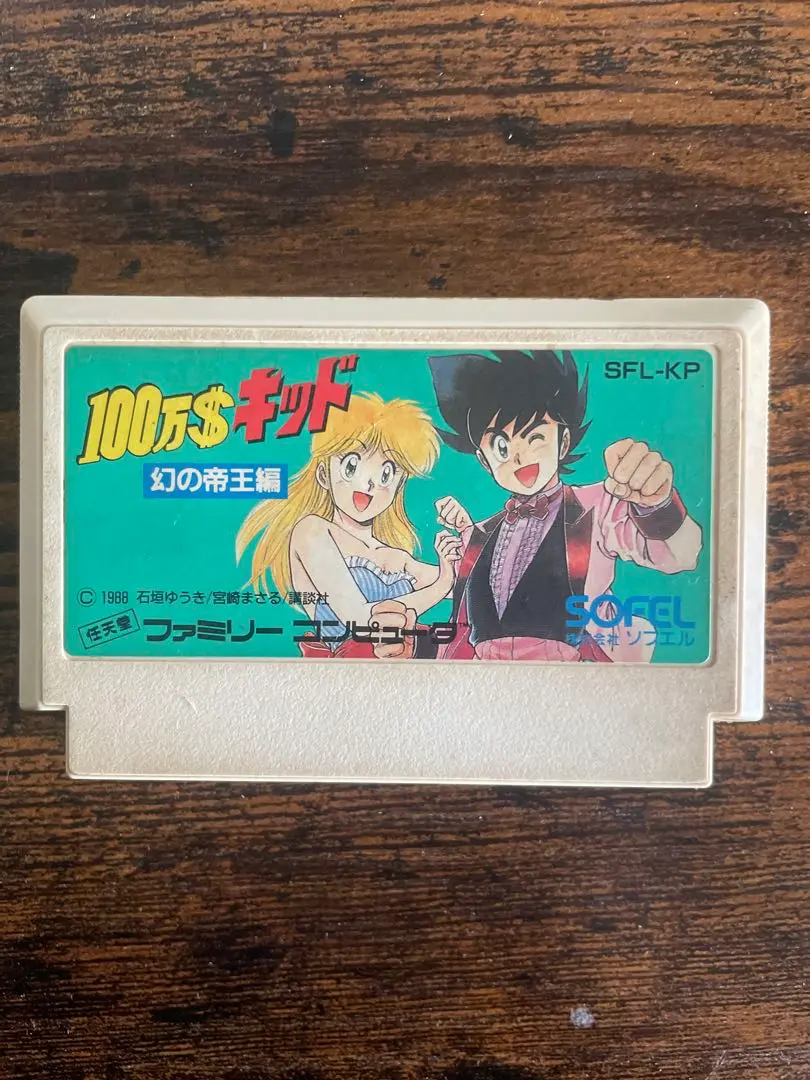 SFL-KP
100万$キッド
幻の帝王編
© 1988 石垣ゆうき/宮崎まさる/講談社
任天堂 ファミリー コンピュータ™
SOFEL
株式会社 ソフエル